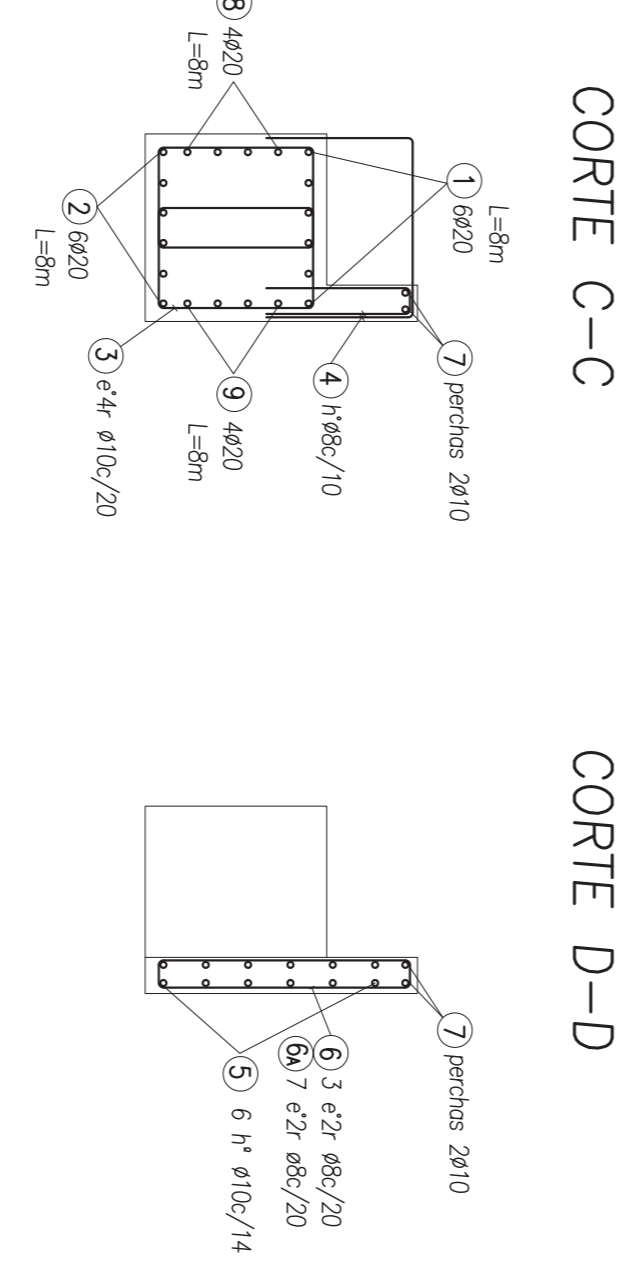 CORTE C-C
L=8m
1 6ø20
7 perchas 2ø10
4 h°ø8c/10
8 4ø20
L=8m
9 4ø20
L=8m
2 6ø20
L=8m
3 e°4r ø10c/20
CORTE D-D
7 perchas 2ø10
6 3 e°2r ø8c/20
6A 7 e°2r ø8c/20
5 6 h° ø10c/14